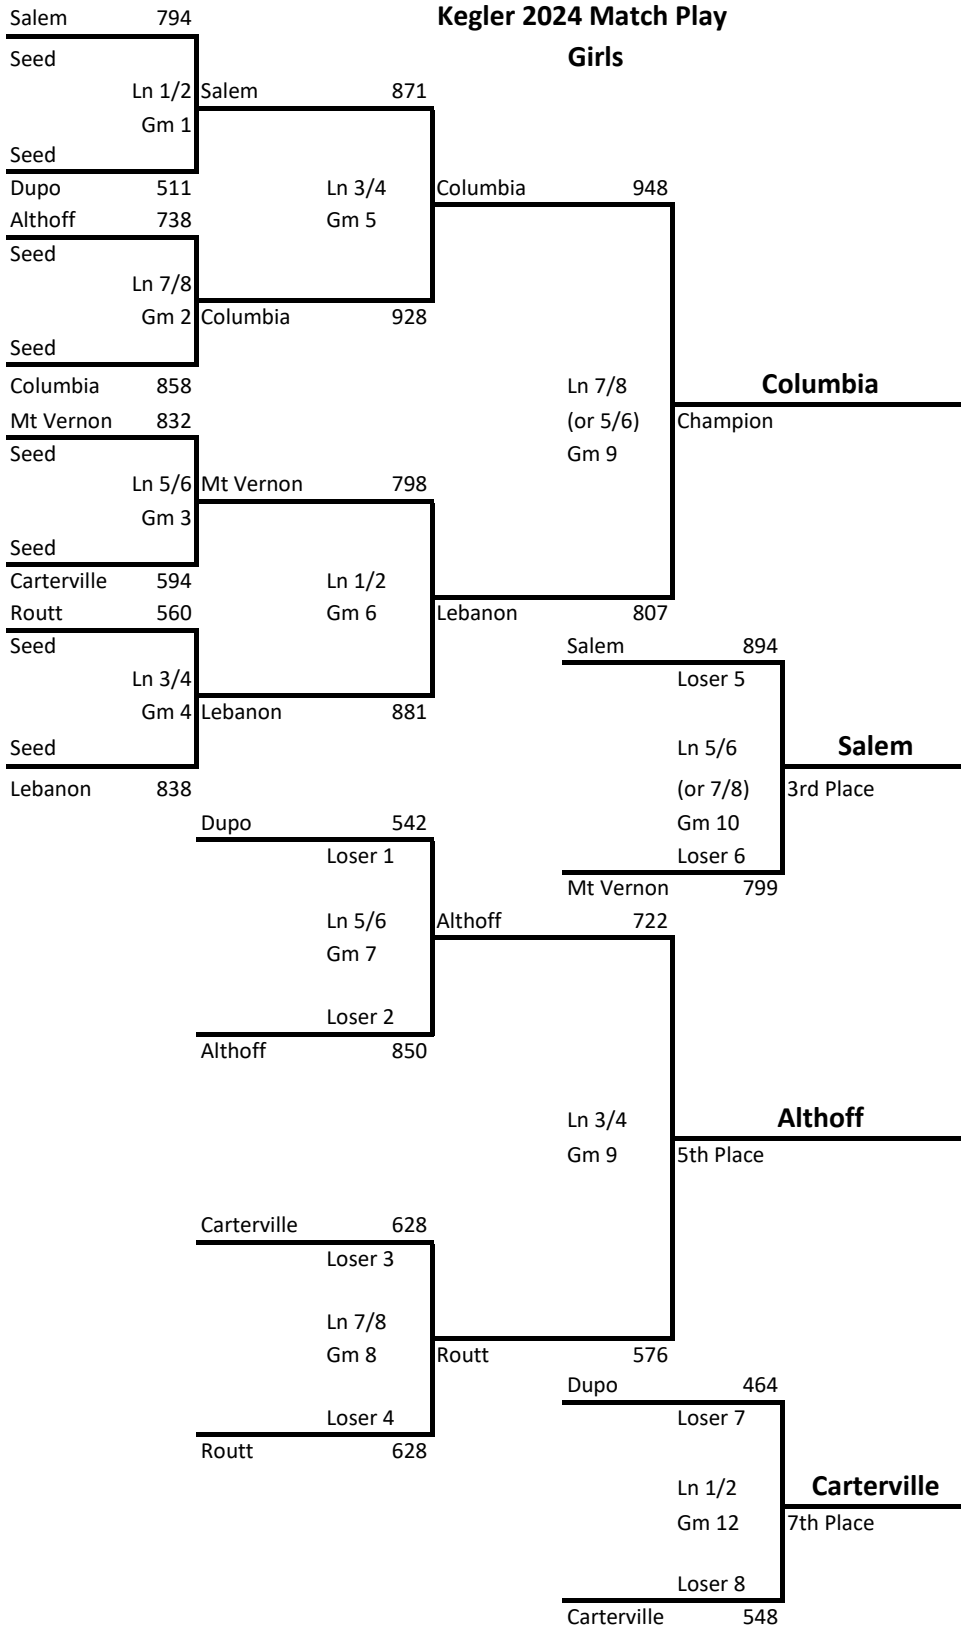 Kegler 2024 Match Play
Girls
Salem 794
Seed
Ln 1/2
Gm 1
Seed
Dupo 511
Althoff 738
Seed
Ln 7/8
Gm 2
Seed
Columbia 858
Mt Vernon 832
Seed
Ln 5/6
Gm 3
Seed
Carterville 594
Routt 560
Seed
Ln 3/4
Gm 4
Seed
Lebanon 838
Salem 871
Ln 3/4
Gm 5
Columbia 928
Mt Vernon 798
Ln 1/2
Gm 6
Lebanon 881
Columbia 948
Ln 7/8
(or 5/6)
Gm 9
Lebanon 807
Columbia
Champion
Salem 894
Loser 5
Ln 5/6
(or 7/8)
Gm 10
Loser 6
Mt Vernon 799
Salem
3rd Place
Dupo 542
Loser 1
Ln 5/6
Gm 7
Loser 2
Althoff 850
Carterville 628
Loser 3
Ln 7/8
Gm 8
Loser 4
Routt 628
Althoff 722
Ln 3/4
Gm 9
Routt 576
Althoff
5th Place
Dupo 464
Loser 7
Ln 1/2
Gm 12
Loser 8
Carterville 548
Carterville
7th Place